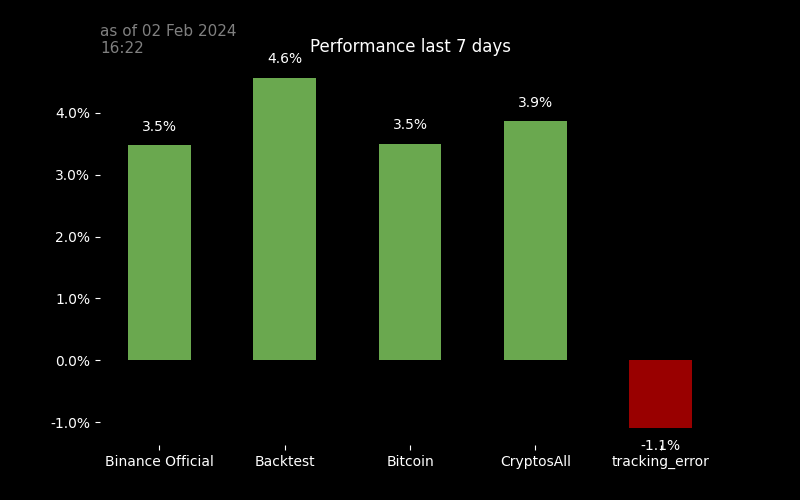 as of 02 Feb 2024
16:22
Performance last 7 days
4.6%
3.9%
3.5%
3.5%
4.0%
3.0%
2.0%
1.0%
0.0%
-1.0%
-1.1%
Binance Official
Backtest
Bitcoin
CryptosAll
tracking_error